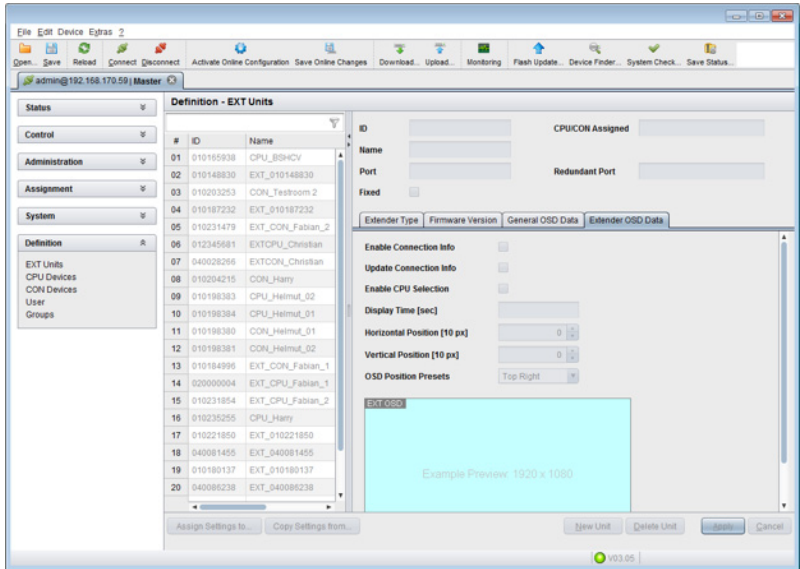 File Edit Device Extras ?
Open... Save Reload Connect Disconnect Activate Online Configuration Save Online Changes Download... Upload... Monitoring Flash Update... Device Finder... System Check... Save Status...
admin@192.168.170.59 | Master
Status
Control
Administration
Assignment
System
Definition
EXT Units
CPU Devices
CON Devices
User
Groups
Definition - EXT Units
# ID Name
01 010165938 CPU_BSHCV
02 010148830 EXT_010148830
03 010203253 CON_Testroom 2
04 010187232 EXT_010187232
05 010231479 EXT_CON_Fabian_2
06 012345681 EXTCPU_Christian
07 040028266 EXTCON_Christian
08 010204215 CON_Harry
09 010198383 CPU_Helmut_02
10 010198384 CPU_Helmut_01
11 010198380 CON_Helmut_01
12 010198381 CON_Helmut_02
13 010184996 EXT_CON_Fabian_1
14 020000004 EXT_CPU_Fabian_1
15 010231854 EXT_CPU_Fabian_2
16 010235255 CPU_Harry
17 010221850 EXT_010221850
18 040081455 EXT_040081455
19 010180137 EXT_010180137
20 040086238 EXT_040086238
Assign Settings to... Copy Settings from...
ID CPU/CON Assigned
Name
Port Redundant Port
Fixed
Extender Type Firmware Version General OSD Data Extender OSD Data
Enable Connection Info
Update Connection Info
Enable CPU Selection
Display Time [sec]
Horizontal Position [10 px] 0
Vertical Position [10 px] 0
OSD Position Presets Top Right
EXT OSD
Example Preview: 1920 x 1080
New Unit Delete Unit Apply Cancel
V03.05